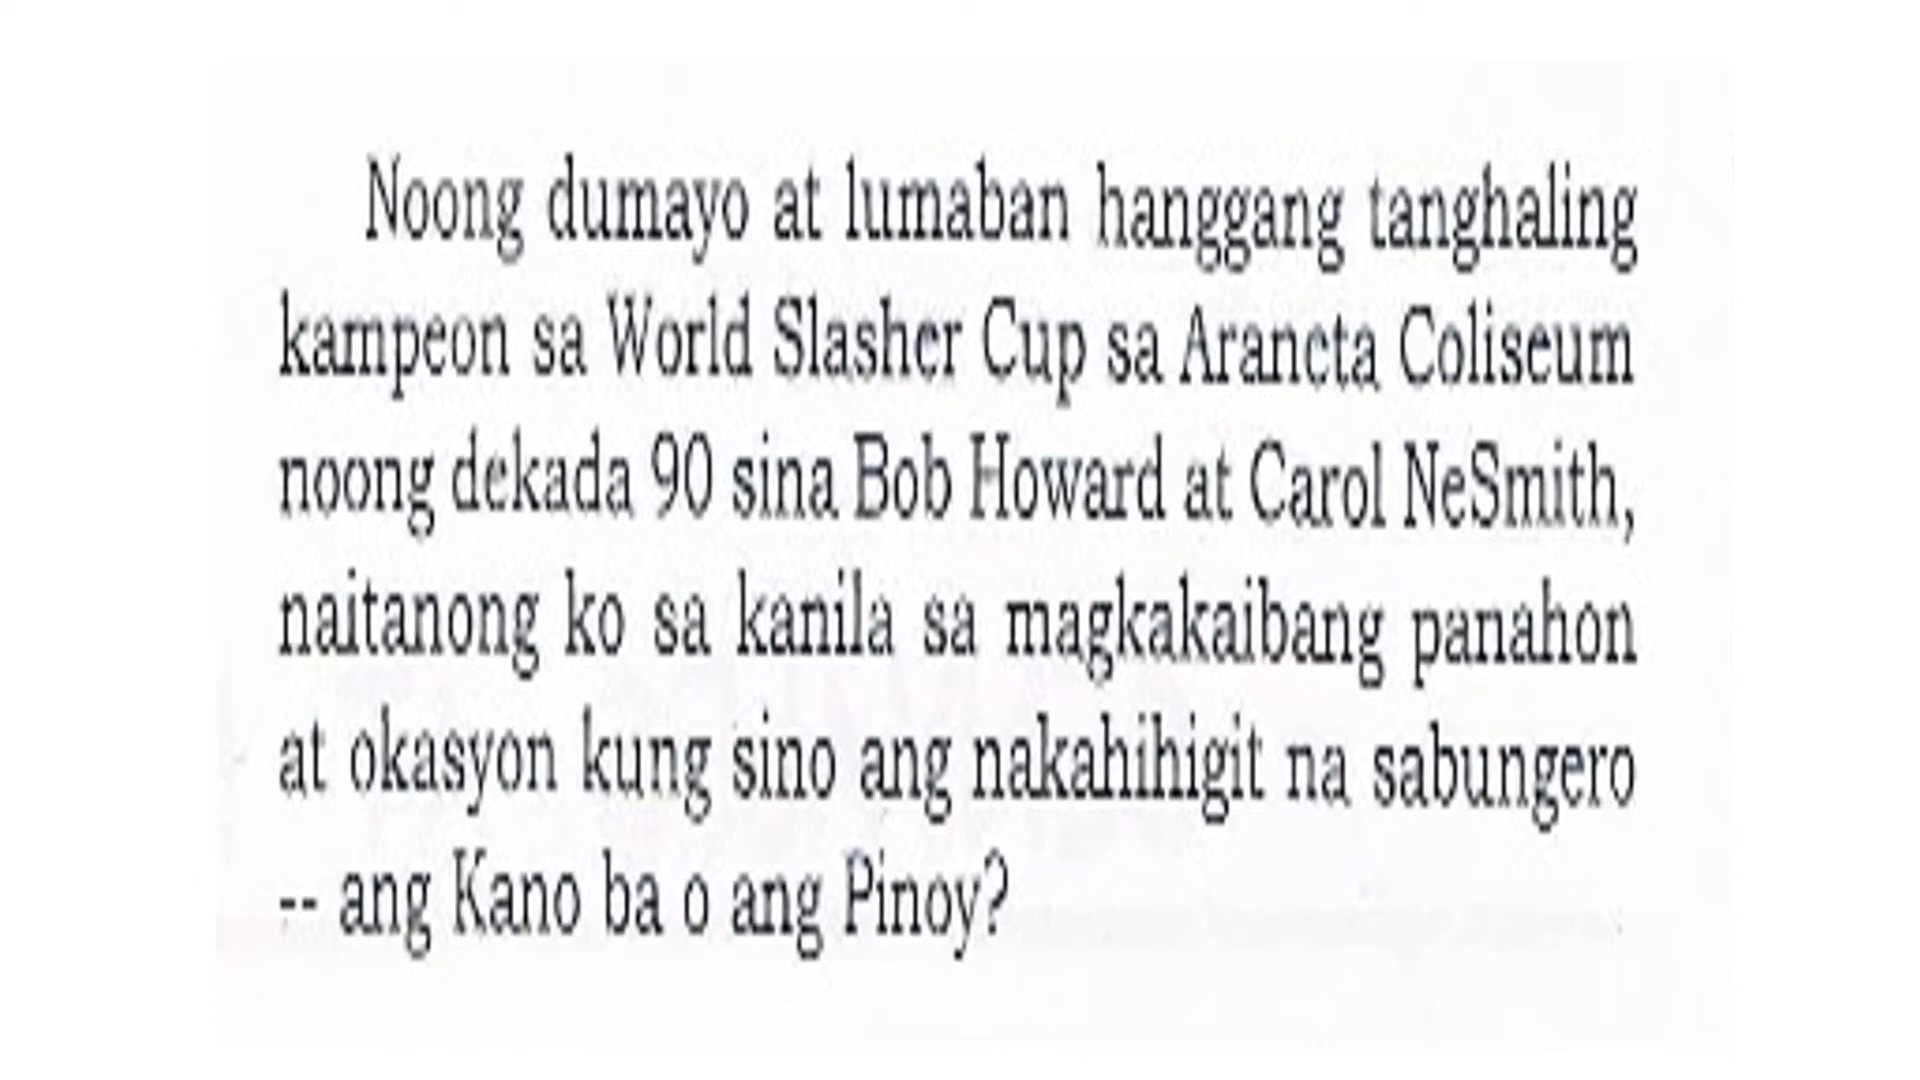 Noong dumayo at lumaban hanggang tanghaling
kampeon sa World Slasher Cup sa Araneta Coliseum
noong dekada 90 sina Bob Howard at Carol NeSmith,
naitanong ko sa kanila sa magkakaibang panahon
at okasyon kung sino ang nakahihigit na sabungero
-- ang Kano ba o ang Pinoy?